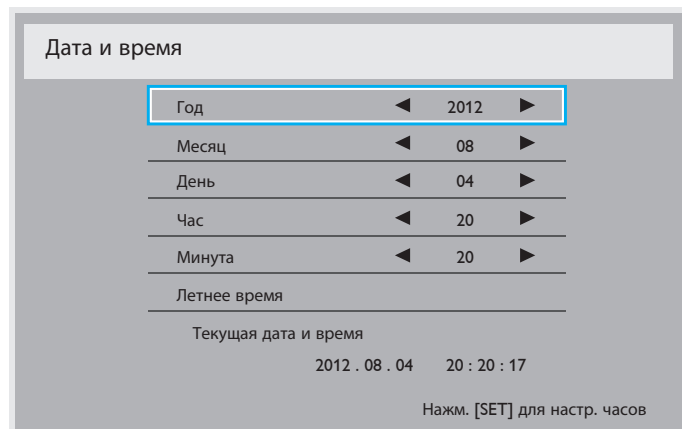 Дата и время
Год ◀ 2012 ▶
Месяц ◀ 08 ▶
День ◀ 04 ▶
Час ◀ 20 ▶
Минута ◀ 20 ▶
Летнее время
Текущая дата и время
2012 . 08 . 04 20 : 20 : 17
Нажм. [SET] для настр. часов